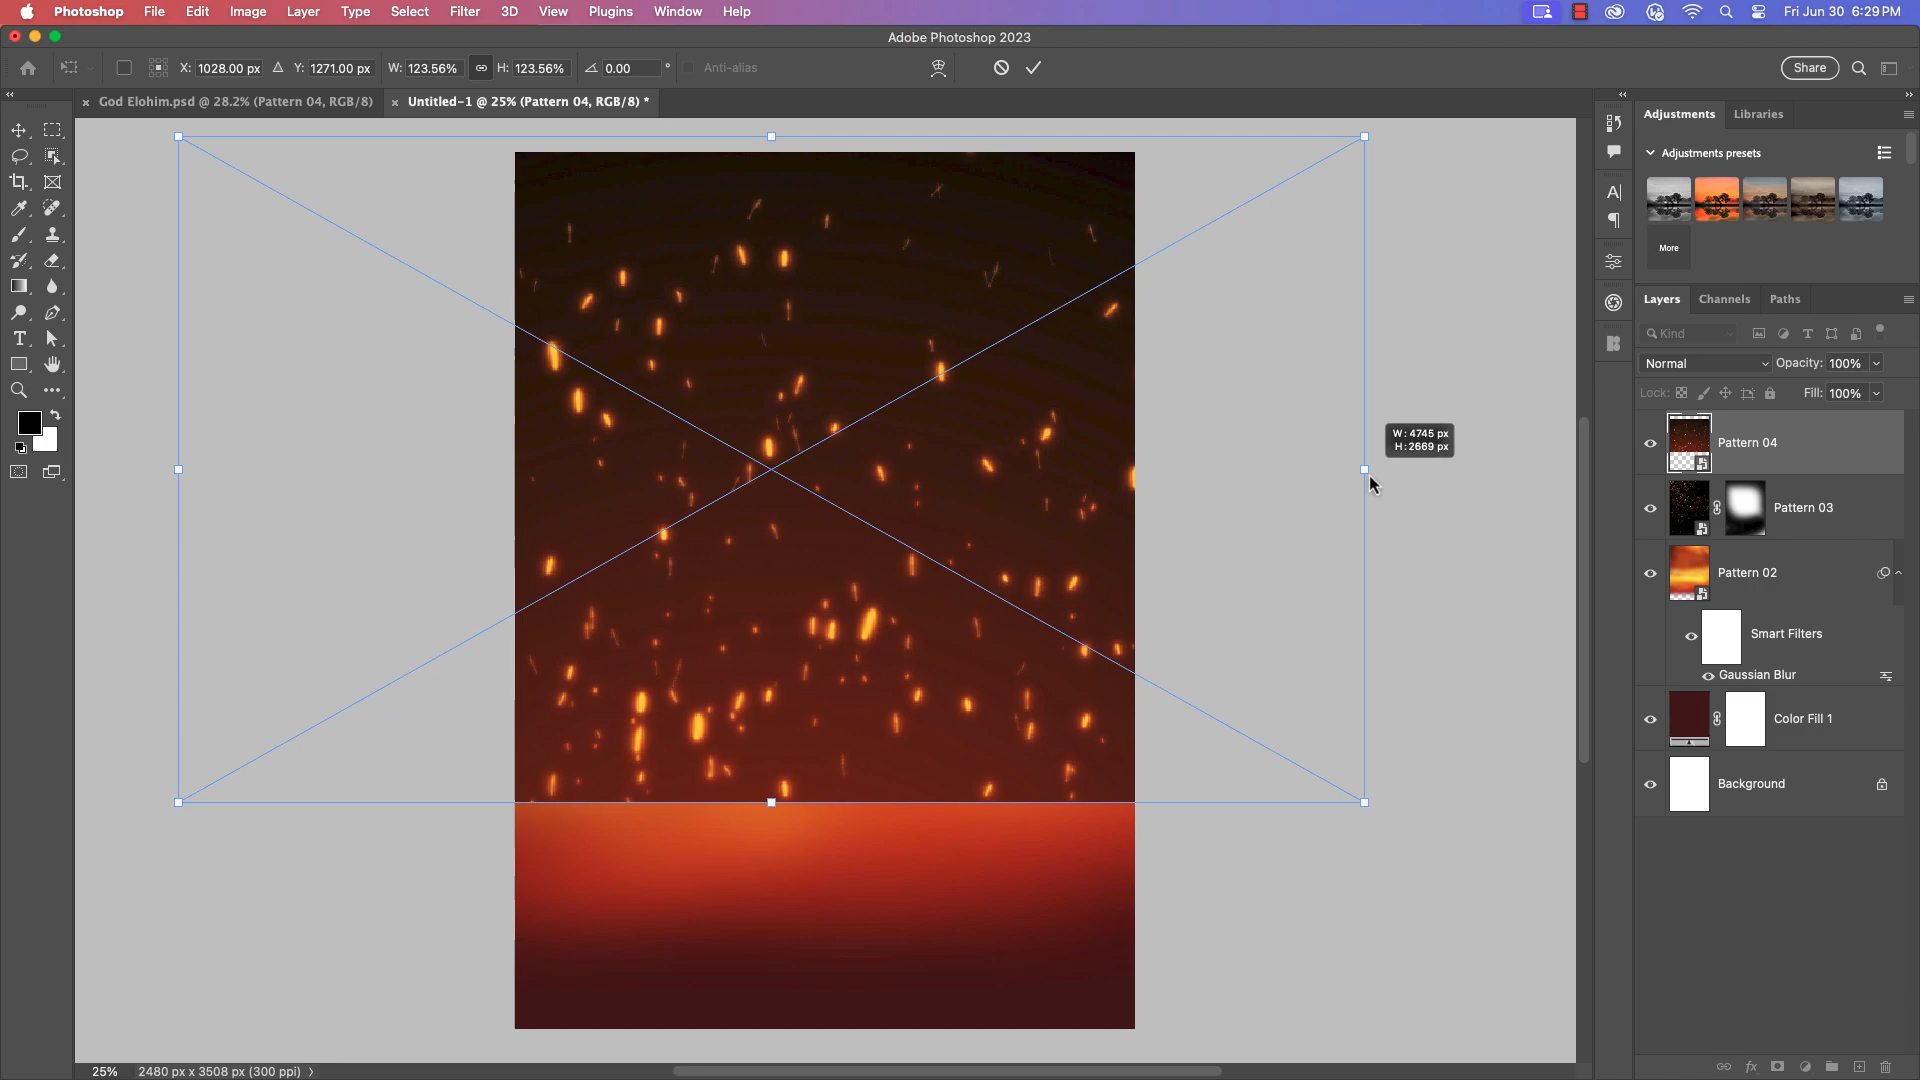 Photoshop File Edit Image Layer Type Select Filter 3D View Plugins Window Help Fri Jun 30 6:29 PM
Adobe Photoshop 2023
X: 1028.00 px Y: 1271.00 px W: 123.56% H: 123.56% 0.00 ° Anti-alias Share
God Elohim.psd @ 28.2% (Pattern 04, RGB/8) Untitled-1 @ 25% (Pattern 04, RGB/8) *
Adjustments Libraries
Adjustments presets
More
Layers Channels Paths
Kind
Normal Opacity: 100%
Lock: Fill: 100%
W: 4745 px
H: 2669 px
Pattern 04
Pattern 03
Pattern 02
Smart Filters
Gaussian Blur
Color Fill 1
Background
25% 2480 px x 3508 px (300 ppi)